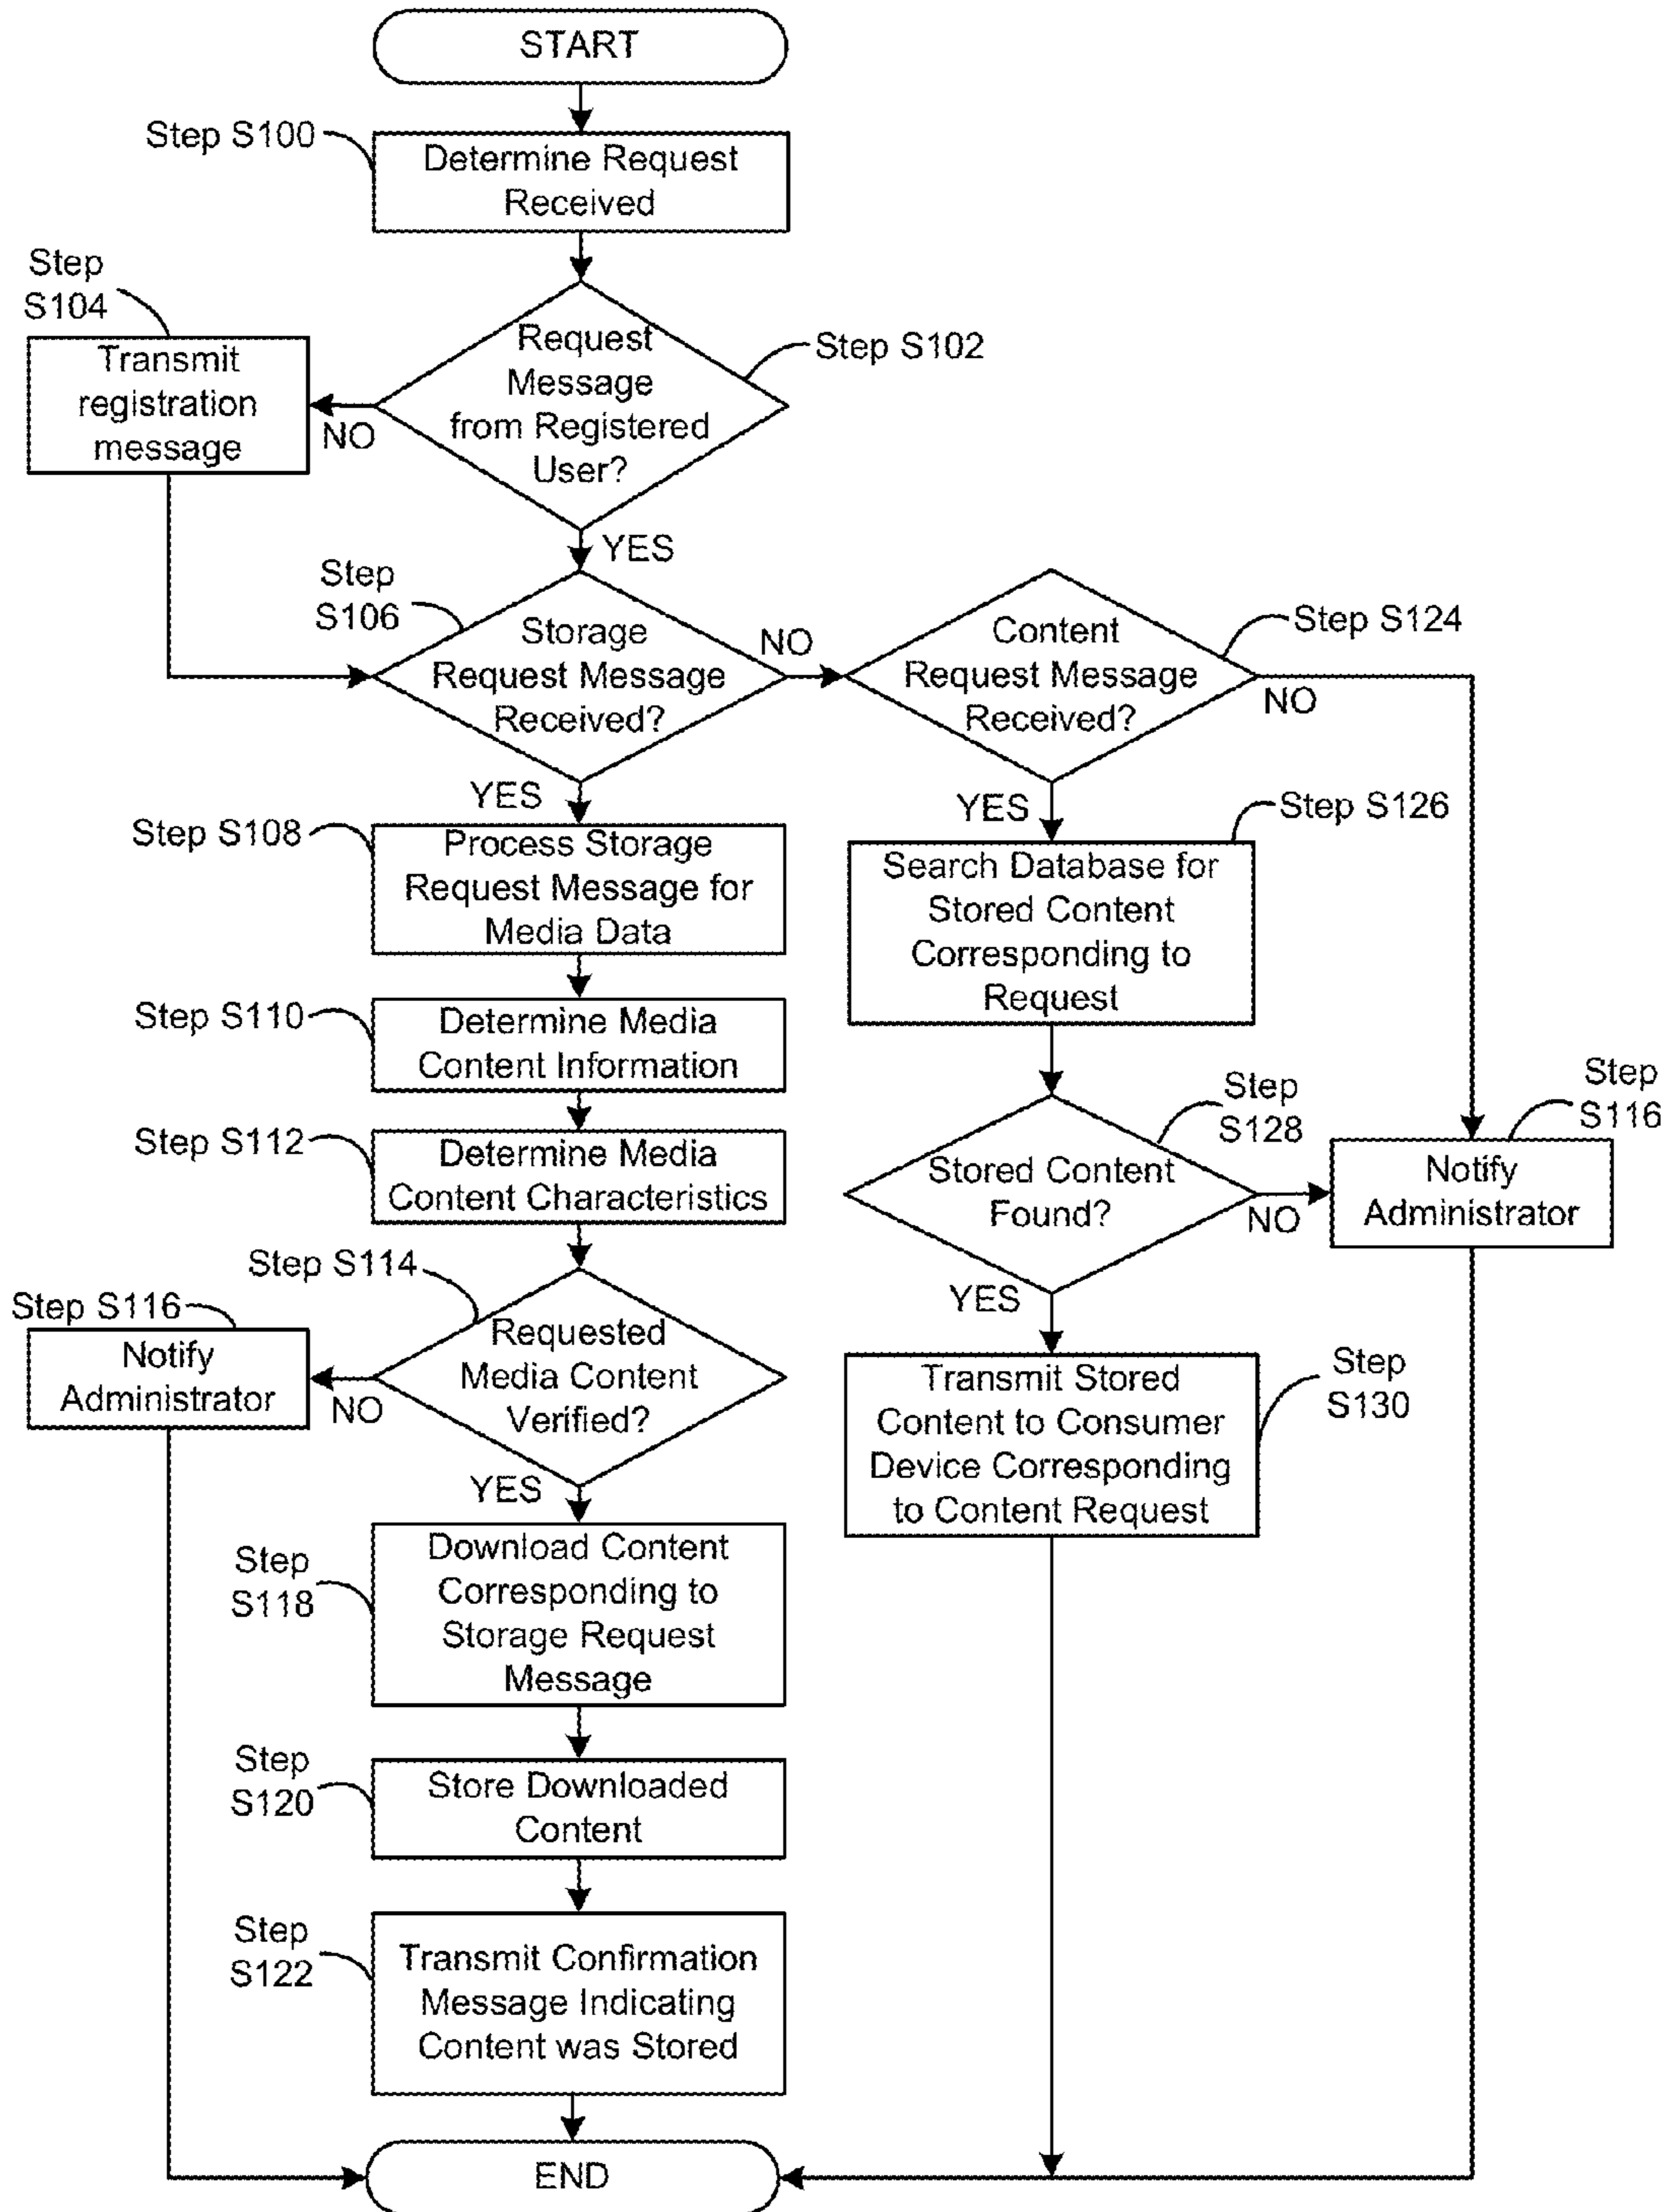 START
Step S100
Determine Request
Received
Step
S104
Transmit
registration
message
NO
Request
Message
from Registered
User?
Step S102
YES
Step
S106
Storage
Request Message
Received?
NO
Content
Request Message
Received?
Step S124
NO
YES
YES
Step S108
Process Storage
Request Message for
Media Data
Step S126
Search Database for
Stored Content
Corresponding to
Request
Step S110
Determine Media
Content Information
Step S112
Determine Media
Content Characteristics
Step
S128
Stored Content
Found?
NO
Step
S116
Notify
Administrator
YES
Step S114
Requested
Media Content
Verified?
Step S116
Notify
Administrator
NO
YES
Transmit Stored
Content to Consumer
Device Corresponding
to Content Request
Step
S130
Step
S118
Download Content
Corresponding to
Storage Request
Message
Step
S120
Store Downloaded
Content
Step
S122
Transmit Confirmation
Message Indicating
Content was Stored
END